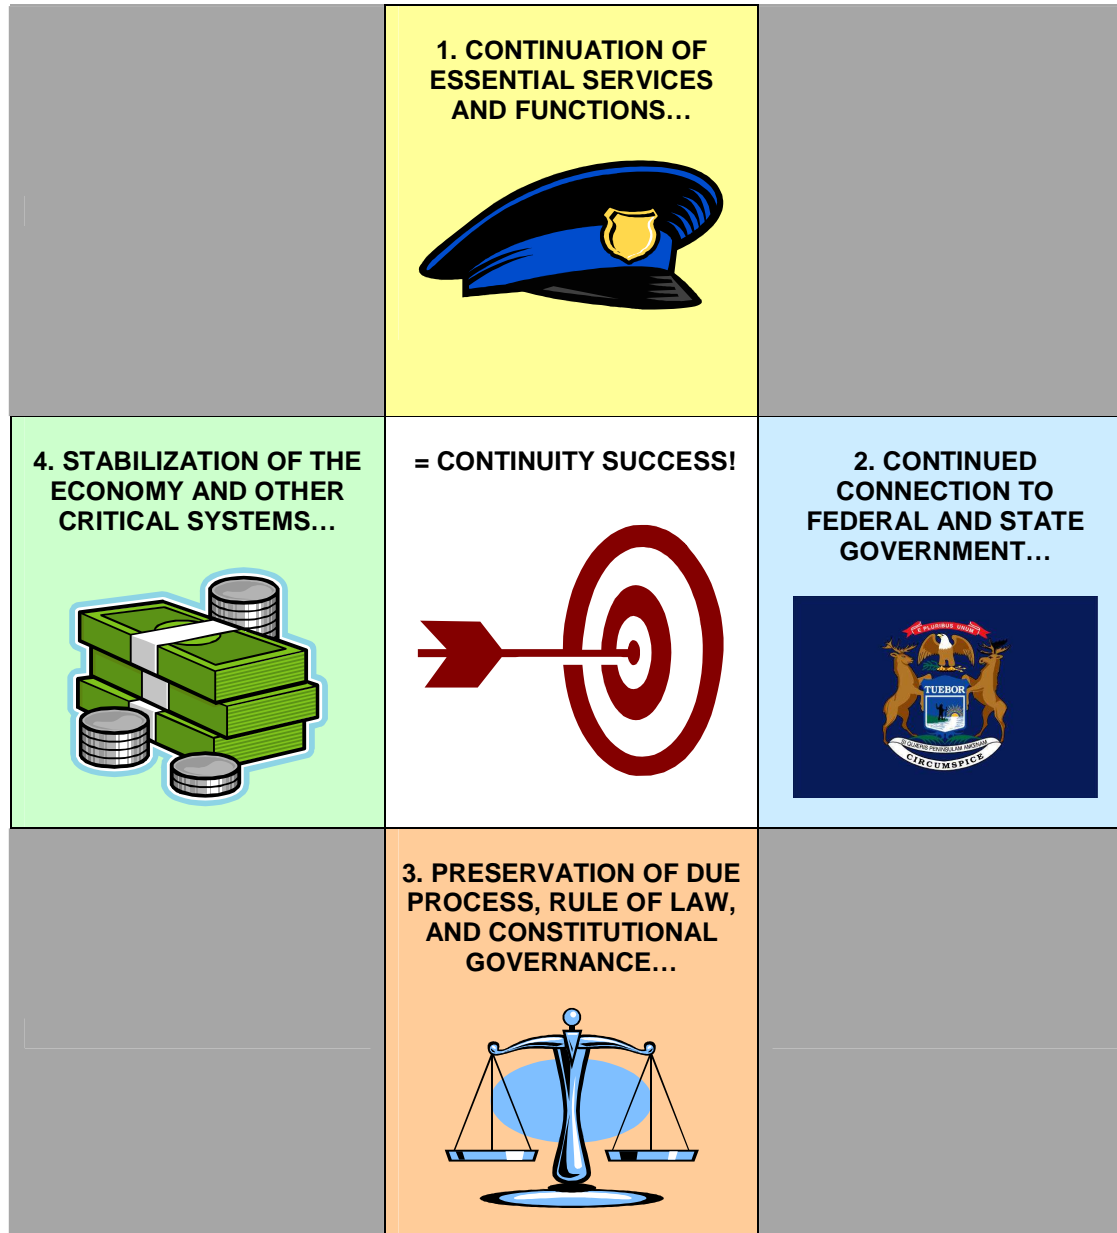 1. CONTINUATION OF
ESSENTIAL SERVICES
AND FUNCTIONS…
4. STABILIZATION OF THE
ECONOMY AND OTHER
CRITICAL SYSTEMS…
= CONTINUITY SUCCESS!
2. CONTINUED
CONNECTION TO
FEDERAL AND STATE
GOVERNMENT…
E PLURIBUS UNUM
TUEBOR
SI QUÆRIS PENINSULAM AMŒNAM
CIRCUMSPICE
3. PRESERVATION OF DUE
PROCESS, RULE OF LAW,
AND CONSTITUTIONAL
GOVERNANCE…